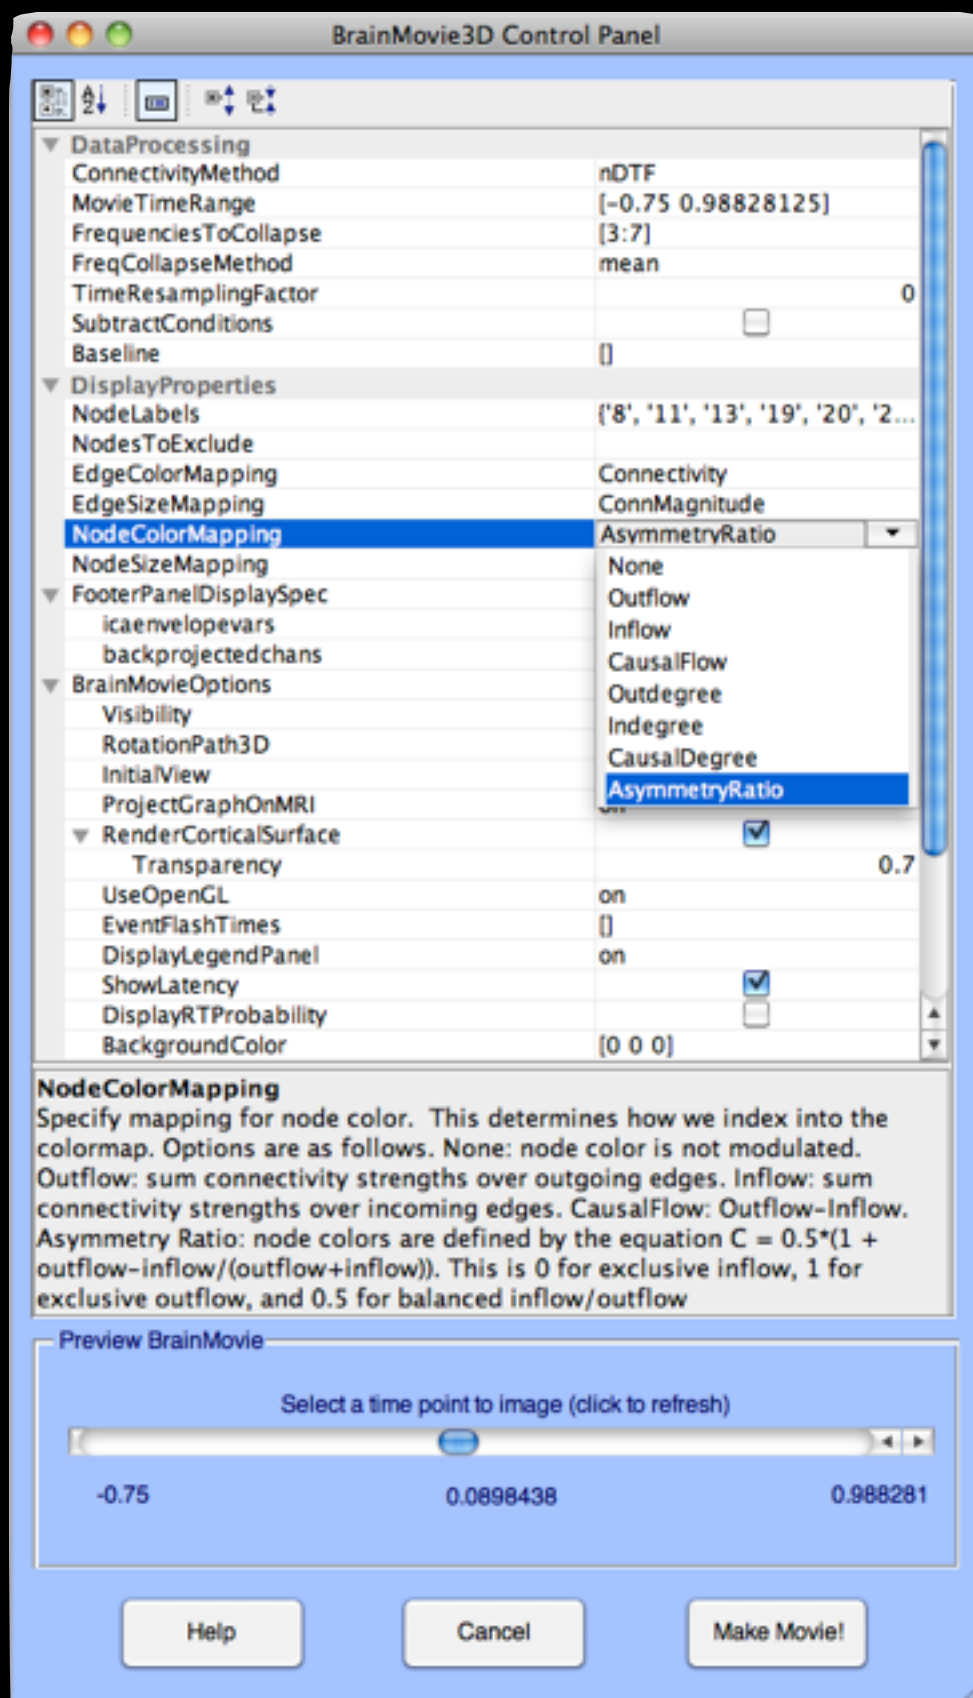 BrainMovie3D Control Panel
DataProcessing
ConnectivityMethod nDTF
MovieTimeRange [-0.75 0.98828125]
FrequenciesToCollapse [3:7]
FreqCollapseMethod mean
TimeResamplingFactor 0
SubtractConditions
Baseline []
DisplayProperties
NodeLabels {'8', '11', '13', '19', '20', '2...
NodesToExclude
EdgeColorMapping Connectivity
EdgeSizeMapping ConnMagnitude
NodeColorMapping AsymmetryRatio
NodeSizeMapping None
FooterPanelDisplaySpec Outflow
icaenvelopevars Inflow
backprojectedchans CausalFlow
BrainMovieOptions Outdegree
Visibility Indegree
RotationPath3D CausalDegree
InitialView AsymmetryRatio
ProjectGraphOnMRI
RenderCorticalSurface
Transparency 0.7
UseOpenGL on
EventFlashTimes []
DisplayLegendPanel on
ShowLatency
DisplayRTProbability
BackgroundColor [0 0 0]
NodeColorMapping
Specify mapping for node color. This determines how we index into the
colormap. Options are as follows. None: node color is not modulated.
Outflow: sum connectivity strengths over outgoing edges. Inflow: sum
connectivity strengths over incoming edges. CausalFlow: Outflow-Inflow.
Asymmetry Ratio: node colors are defined by the equation C = 0.5*(1 +
outflow-inflow/(outflow+inflow)). This is 0 for exclusive inflow, 1 for
exclusive outflow, and 0.5 for balanced inflow/outflow
Preview BrainMovie
Select a time point to image (click to refresh)
-0.75 0.0898438 0.988281
Help Cancel Make Movie!